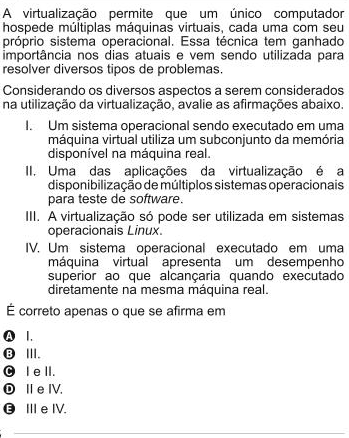 A virtualização permite que um único computador
hospede múltiplas máquinas virtuais, cada uma com seu
próprio sistema operacional. Essa técnica tem ganhado
importância nos dias atuais e vem sendo utilizada para
resolver diversos tipos de problemas.
Considerando os diversos aspectos a serem considerados
na utilização da virtualização, avalie as afirmações abaixo.
I. Um sistema operacional sendo executado em uma
máquina virtual utiliza um subconjunto da memória
disponível na máquina real.
II. Uma das aplicações da virtualização é a
disponibilização de múltiplos sistemas operacionais
para teste de software.
III. A virtualização só pode ser utilizada em sistemas
operacionais Linux.
IV. Um sistema operacional executado em uma
máquina virtual apresenta um desempenho
superior ao que alcançaria quando executado
diretamente na mesma máquina real.
É correto apenas o que se afirma em
A I.
B III.
C I e II.
D II e IV.
E III e IV.